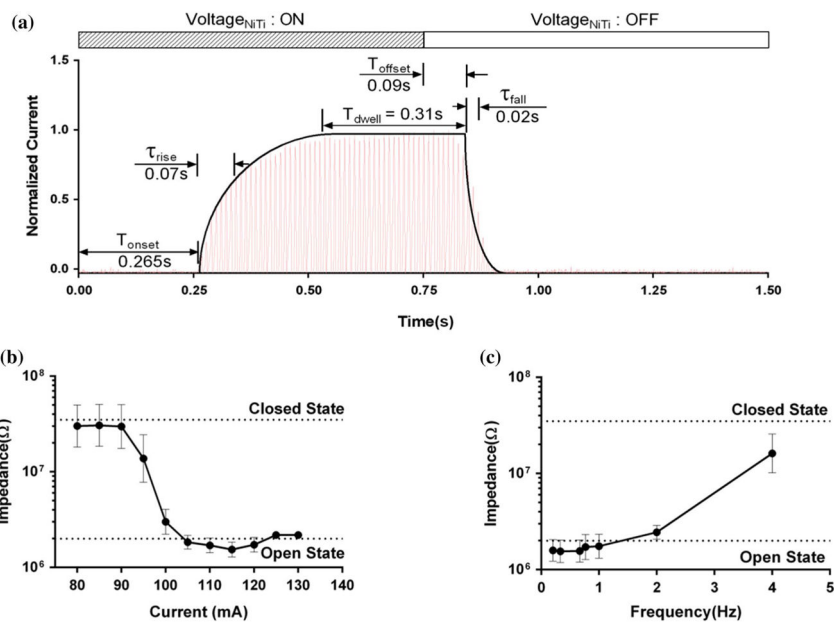 (a)
Voltage_NiTi : ON Voltage_NiTi : OFF
1.5
1.0
0.5
0.0
Normalized Current
T_offset
0.09s
T_dwell = 0.31s
τ_fall
0.02s
τ_rise
0.07s
T_onset
0.265s
0.00 0.25 0.50 0.75 1.00 1.25 1.50
Time(s)
(b)
10^8
10^7
10^6
Impedance(Ω)
Closed State
Open State
80 90 100 110 120 130 140
Current (mA)
(c)
10^8
10^7
10^6
Impedance(Ω)
Closed State
Open State
0 1 2 3 4 5
Frequency(Hz)